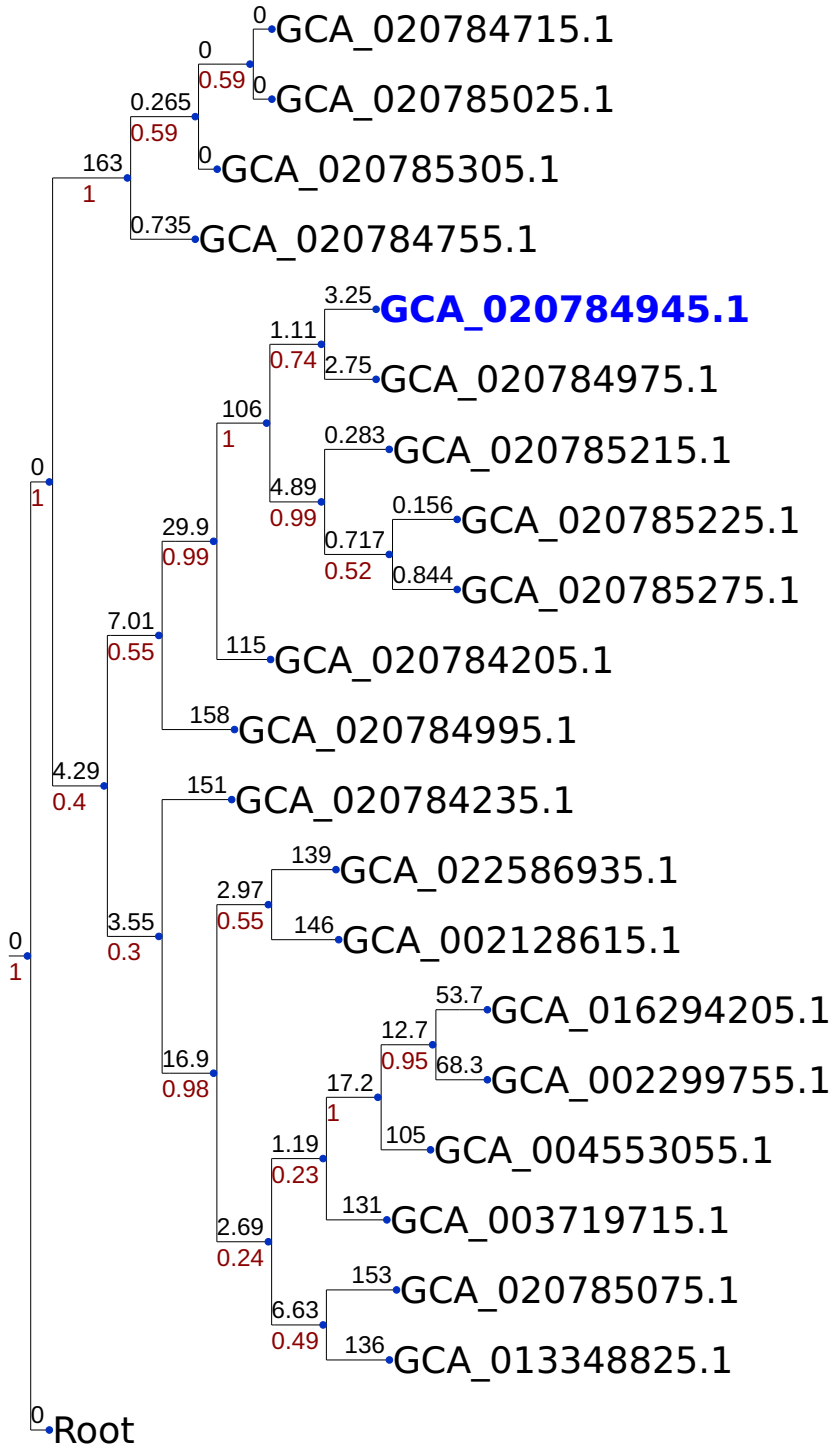 0
GCA_020784715.1
0
0.59
0
GCA_020785025.1
0.265
0.59
0
GCA_020785305.1
163
1
0.735
GCA_020784755.1
3.25
GCA_020784945.1
1.11
0.74
2.75
GCA_020784975.1
106
1
0.283
GCA_020785215.1
4.89
0.99
0.156
GCA_020785225.1
0.717
0.52
0.844
GCA_020785275.1
29.9
0.99
115
GCA_020784205.1
7.01
0.55
158
GCA_020784995.1
0
1
4.29
0.4
151
GCA_020784235.1
139
GCA_022586935.1
2.97
0.55
146
GCA_002128615.1
3.55
0.3
0
1
53.7
GCA_016294205.1
12.7
0.95
68.3
GCA_002299755.1
16.9
0.98
17.2
1
105
GCA_004553055.1
1.19
0.23
131
GCA_003719715.1
2.69
0.24
153
GCA_020785075.1
6.63
0.49
136
GCA_013348825.1
0
Root